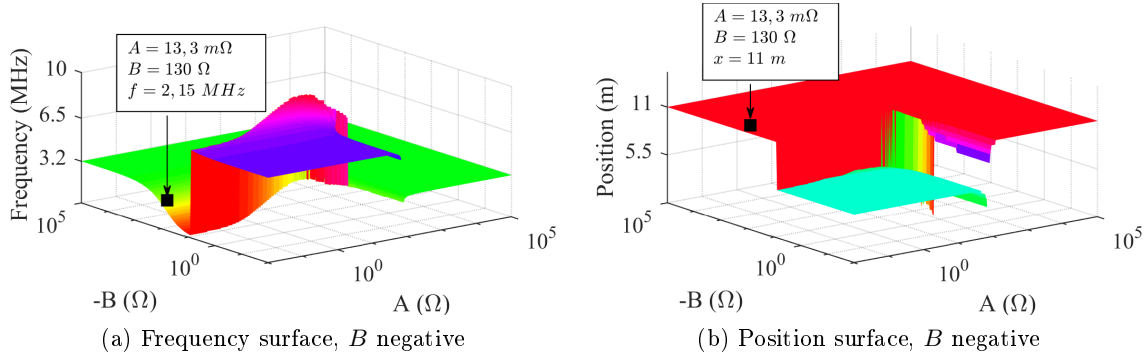 A = 13, 3 mΩ
B = 130 Ω
f = 2, 15 MHz
Frequency (MHz)
10
6.5
3.2
10^5
10^0
-B (Ω)
10^0
10^5
A (Ω)
(a) Frequency surface, B negative
A = 13, 3 mΩ
B = 130 Ω
x = 11 m
Position (m)
11
5.5
10^5
10^0
-B (Ω)
10^0
10^5
A (Ω)
(b) Position surface, B negative